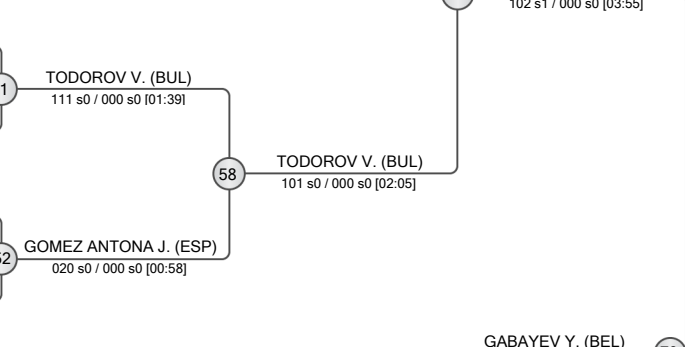 102 s1 / 000 s0 [03:55]
TODOROV V. (BUL)
111 s0 / 000 s0 [01:39]
TODOROV V. (BUL)
58
101 s0 / 000 s0 [02:05]
GOMEZ ANTONA J. (ESP)
020 s0 / 000 s0 [00:58]
GABAYEV Y. (BEL)